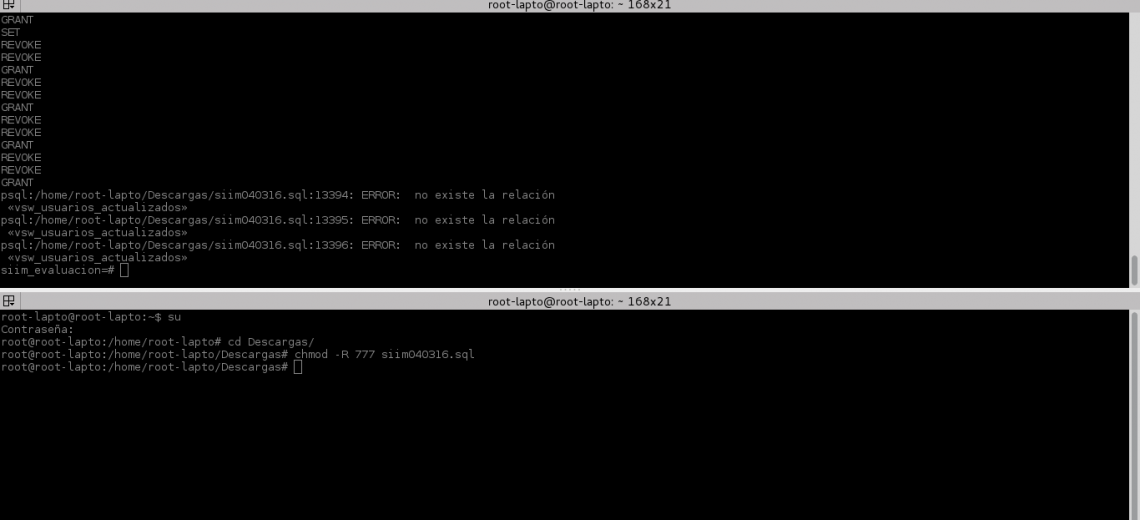 root-lapto@root-lapto: ~ 168x21
GRANT
SET
REVOKE
REVOKE
GRANT
REVOKE
REVOKE
GRANT
REVOKE
REVOKE
GRANT
REVOKE
REVOKE
GRANT
psql:/home/root-lapto/Descargas/siim040316.sql:13394: ERROR:  no existe la relación
 «vsw_usuarios_actualizados»
psql:/home/root-lapto/Descargas/siim040316.sql:13395: ERROR:  no existe la relación
 «vsw_usuarios_actualizados»
psql:/home/root-lapto/Descargas/siim040316.sql:13396: ERROR:  no existe la relación
 «vsw_usuarios_actualizados»
siim_evaluacion=#
root-lapto@root-lapto: ~ 168x21
root-lapto@root-lapto:~$ su
Contraseña:
root@root-lapto:/home/root-lapto# cd Descargas/
root@root-lapto:/home/root-lapto/Descargas# chmod -R 777 siim040316.sql
root@root-lapto:/home/root-lapto/Descargas#